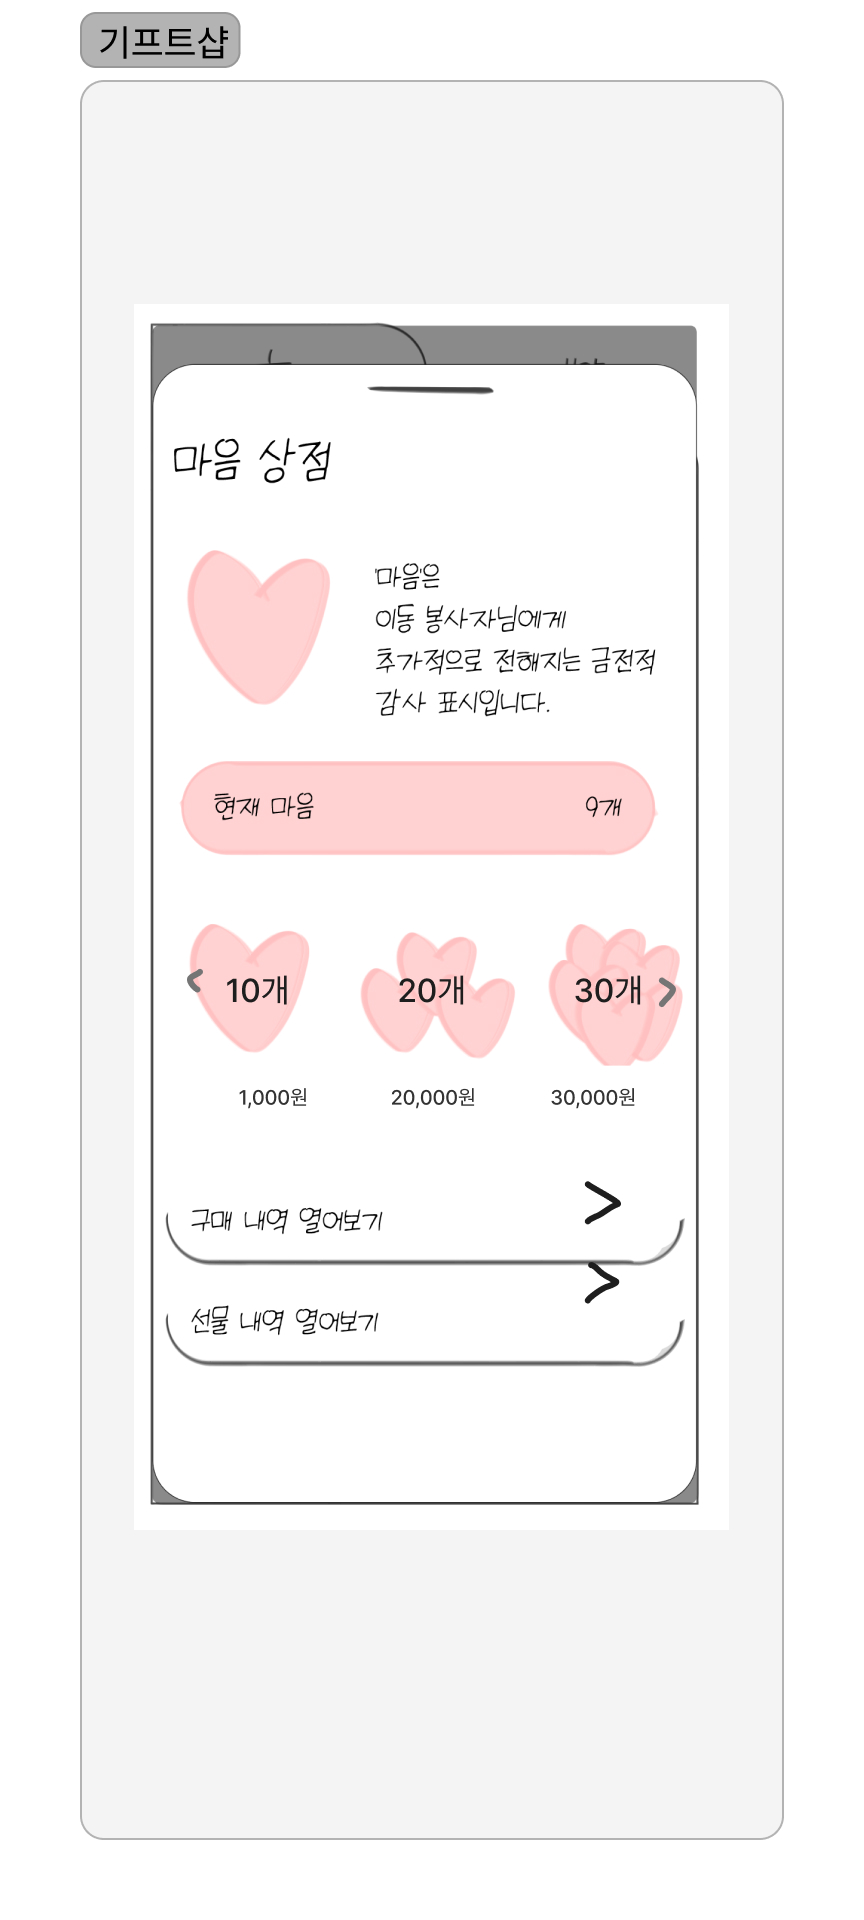 기프트샵
마음 상점
'마음'은
이동 봉사자님에게
추가적으로 전해지는 금전적
감사 표시입니다.
현재 마음 9개
< 10개 20개 30개 >
1,000원 20,000원 30,000원
구매 내역 열어보기 >
선물 내역 열어보기 >